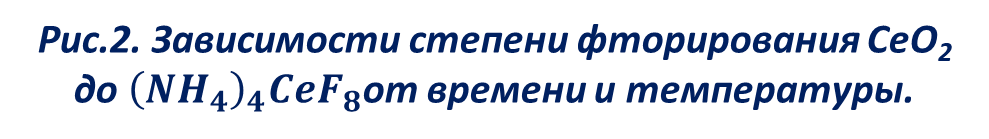 Рис.2. Зависимости степени фторирования CeO₂
до (NH₄)₄CeF₈от времени и температуры.